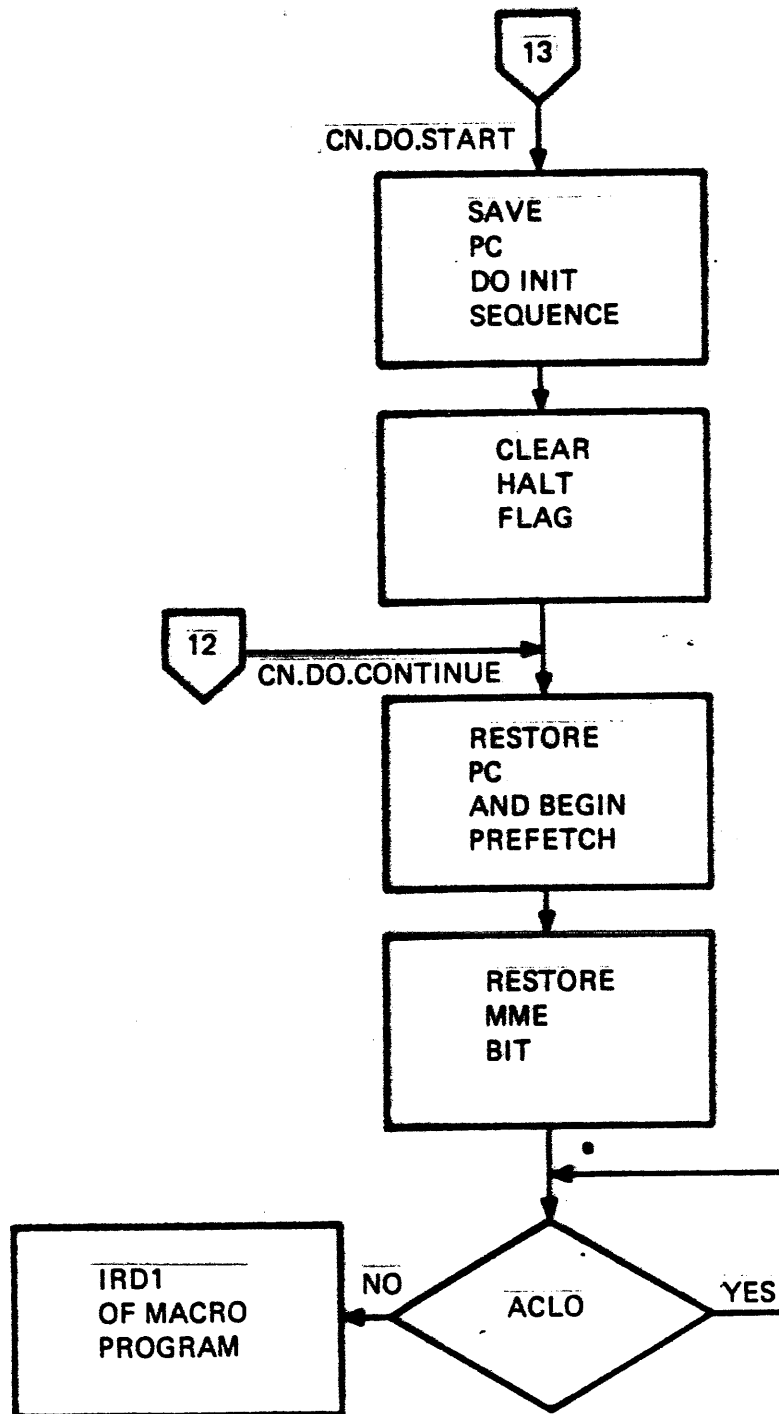 13
CN.DO.START
SAVE
PC
DO INIT
SEQUENCE
CLEAR
HALT
FLAG
12
CN.DO.CONTINUE
RESTORE
PC
AND BEGIN
PREFETCH
RESTORE
MME
BIT
IRD1
OF MACRO
PROGRAM
NO
ACLO
YES